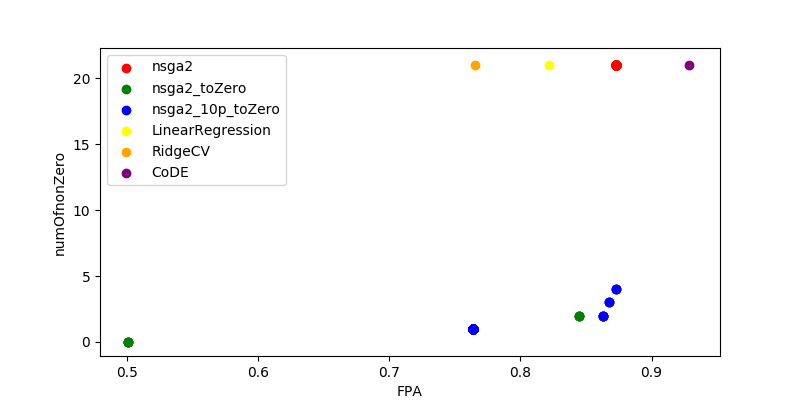 nsga2
nsga2_toZero
nsga2_10p_toZero
LinearRegression
RidgeCV
CoDE
20
15
10
5
0
numOfnonZero
0.5 0.6 0.7 0.8 0.9
FPA